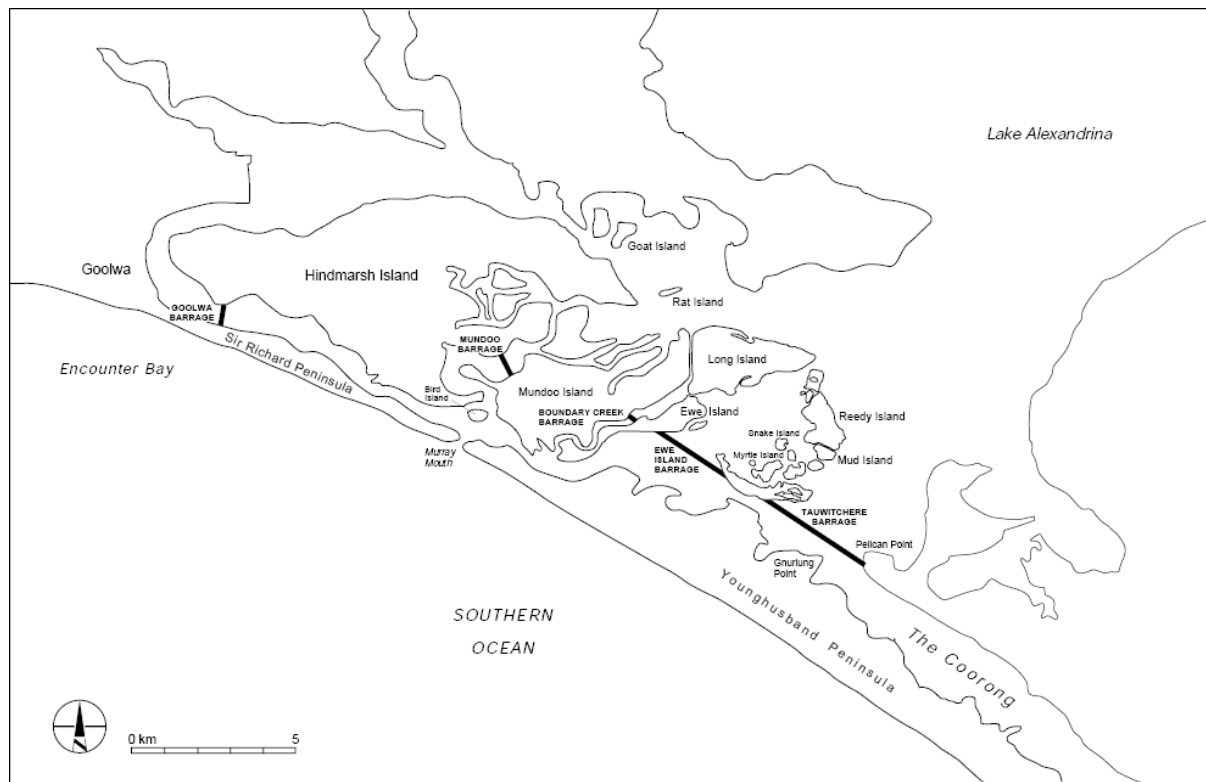 Lake Alexandrina
Goat Island
Goolwa
Hindmarsh Island
Rat Island
GOOLWA
BARRAGE
MUNDOO
BARRAGE
Sir Richard Peninsula
Long Island
Encounter Bay
Bird
Island
Mundoo Island
BOUNDARY CREEK
BARRAGE
Ewe Island
Reedy Island
Snake Island
Murray
Mouth
EWE
ISLAND
BARRAGE
Myrtle Island
Mud Island
TAUWITCHERE
BARRAGE
Pelican Point
Gnurlung
Point
Younghusband Peninsula
The Coorong
SOUTHERN
OCEAN
0 km 5